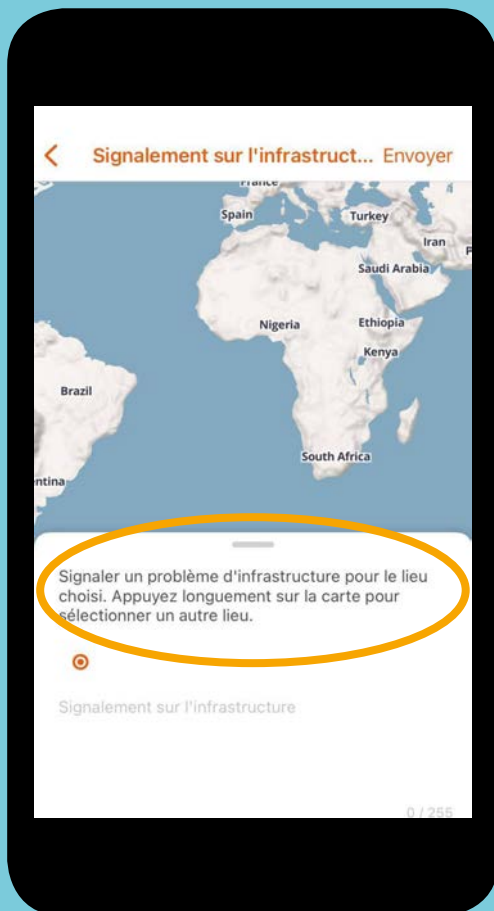 Signalement sur l'infrastruct... Envoyer
France
Spain
Turkey
Iran
Saudi Arabia
Nigeria
Ethiopia
Kenya
Brazil
South Africa
ntina
Signaler un problème d'infrastructure pour le lieu
choisi. Appuyez longuement sur la carte pour
sélectionner un autre lieu.
Signalement sur l'infrastructure
0 / 255